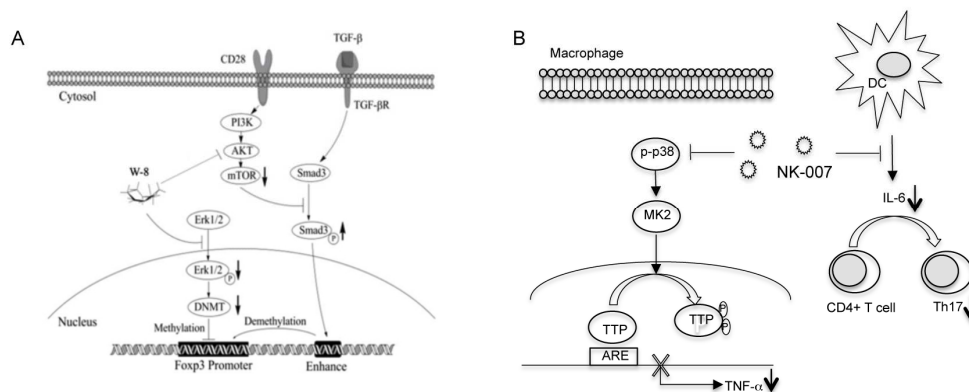 A
TGF-β
CD28
Cytosol
TGF-βR
PI3K
AKT
mTOR
Smad3
W-8
Erk1/2
Smad3
P
Erk1/2
P
DNMT
Nucleus
Methylation
Demethylation
Foxp3 Promoter
Enhance
B
Macrophage
DC
p-p38
NK-007
MK2
IL-6
CD4+ T cell
Th17
TTP
TTP
P
P
ARE
TNF-α